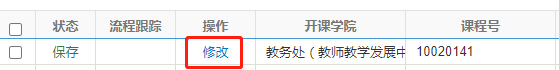 状态 流程跟踪 操作 开课学院 课程号
保存 修改 教务处（教师教学发展中 10020141